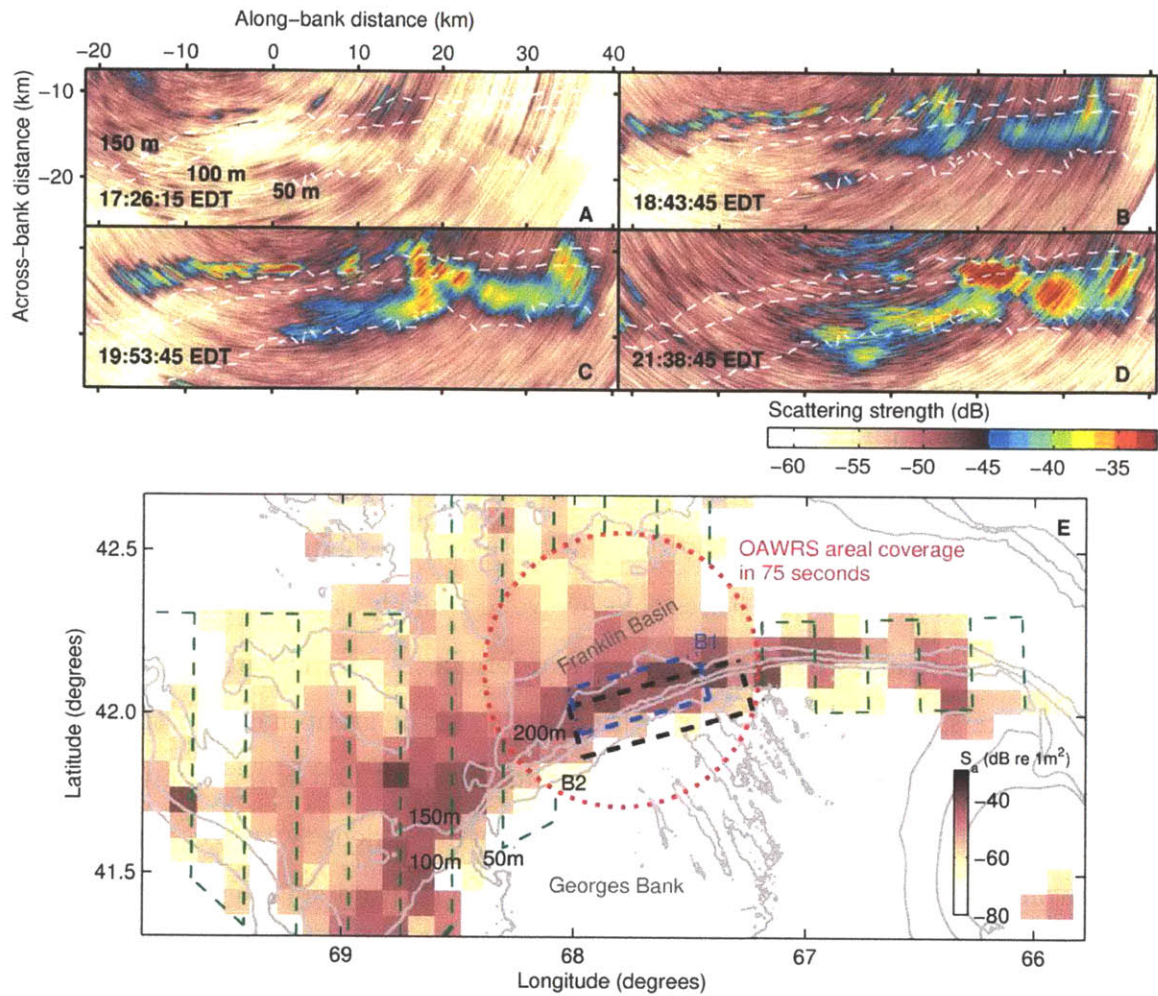 Along−bank distance (km)
−20 −10 0 10 20 30 40
Across−bank distance (km)
−10
−20
150 m
100 m
50 m
17:26:15 EDT
A
18:43:45 EDT
B
19:53:45 EDT
C
21:38:45 EDT
D
Scattering strength (dB)
−60 −55 −50 −45 −40 −35
E
OAWRS areal coverage
in 75 seconds
Franklin Basin
B1
200m
B2
150m
100m
50m
Georges Bank
Sa (dB re 1m²)
−40
−60
−80
Latitude (degrees)
42.5
42.0
41.5
69 68 67 66
Longitude (degrees)